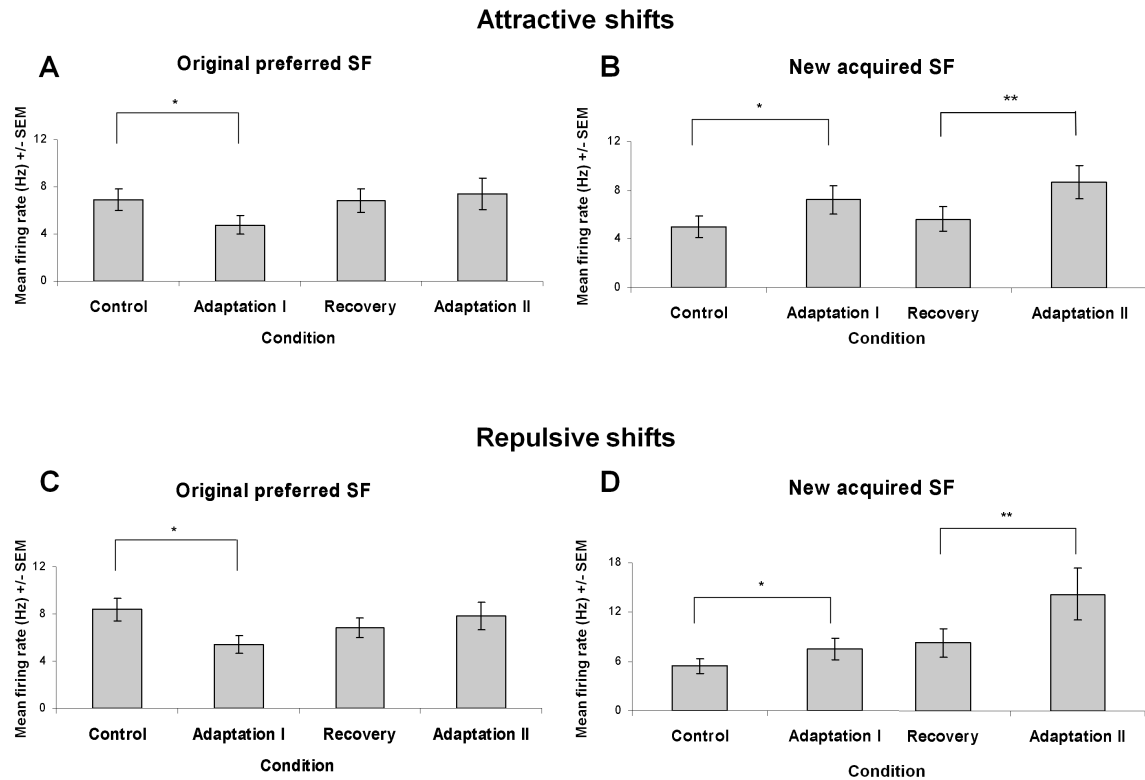 Attractive shifts
A
Original preferred SF
Mean firing rate (Hz) +/- SEM
12
8
4
0
*
Control
Adaptation I
Recovery
Adaptation II
Condition
B
New acquired SF
Mean firing rate (Hz) +/- SEM
12
8
4
0
*
**
Control
Adaptation I
Recovery
Adaptation II
Condition
Repulsive shifts
C
Original preferred SF
Mean firing rate (Hz) +/- SEM
12
8
4
0
*
Control
Adaptation I
Recovery
Adaptation II
Condition
D
New acquired SF
Mean firing rate (Hz) +/- SEM
18
12
6
0
*
**
Control
Adaptation I
Recovery
Adaptation II
Condition